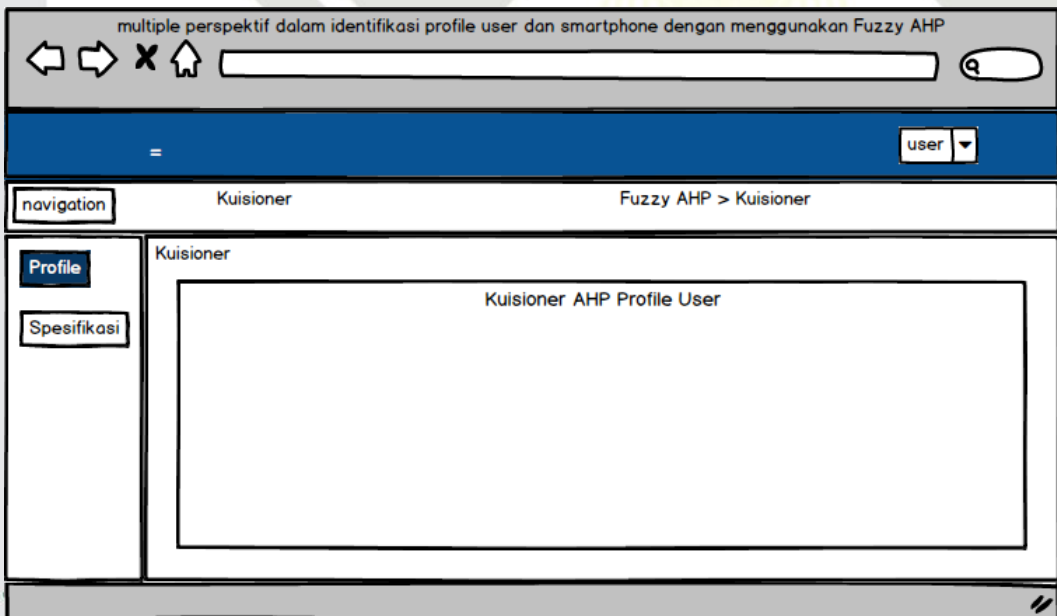 multiple perspektif dalam identifikasi profile user dan smartphone dengan menggunakan Fuzzy AHP
=
user
navigation
Kuisioner
Fuzzy AHP > Kuisioner
Profile
Spesifikasi
Kuisioner
Kuisioner AHP Profile User